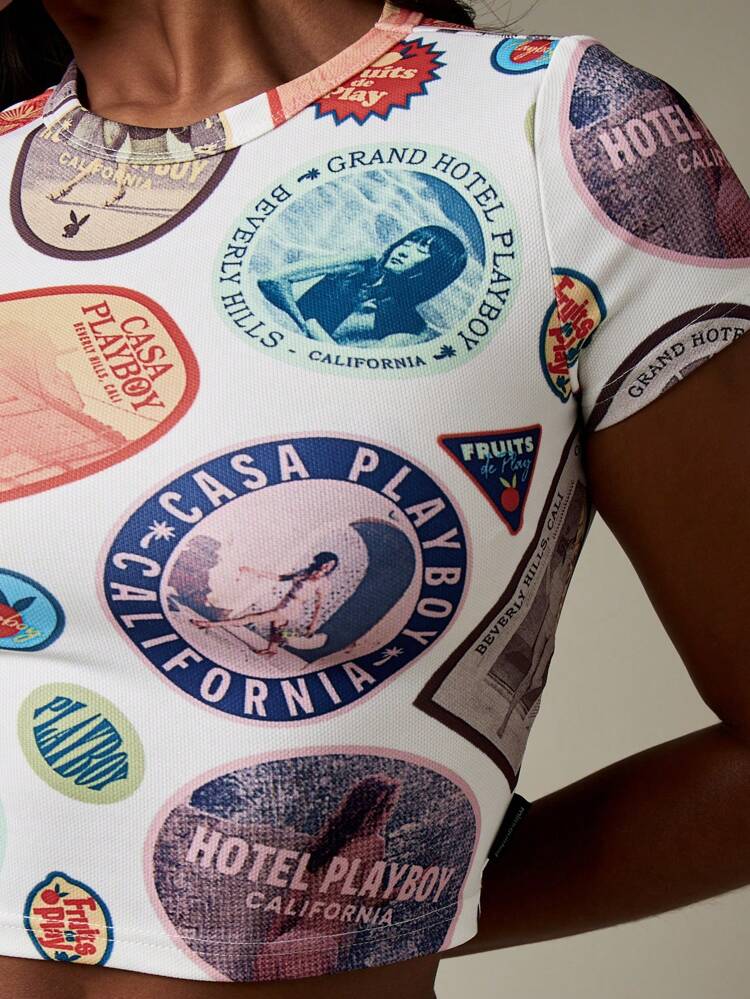 Fruits
de
Play
PLAYBOY
CALIFORNIA
GRAND HOTEL PLAYBOY
BEVERLY HILLS -
CALIFORNIA
HOTEL PL
CALIFOR
CASA
PLAYBOY
BEVERLY HILLS, CALI
Fruits
de
Play
GRAND HOTE
FRUITS
de Play
CASA PLAYBOY
CALIFORNIA
BEVERLY HILLS, CALI
PLAYBOY
HOTEL PLAYBOY
CALIFORNIA
Fruits
de
Play